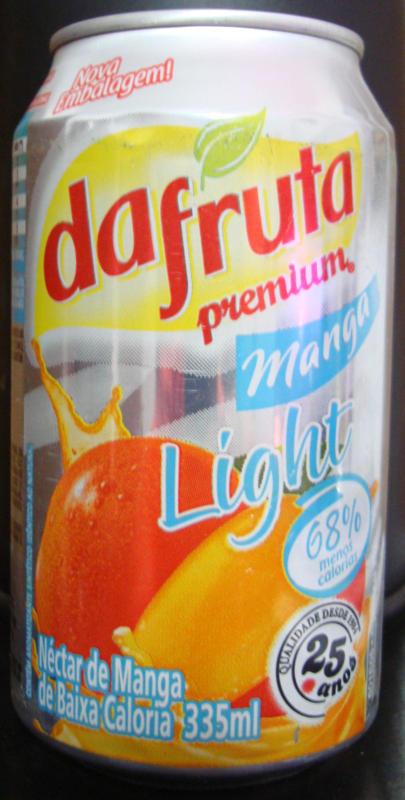 Nova
Embalagem!
dafruta
premium
Manga
Light
68%
menos
calorias
QUALIDADE DESDE
25
anos
Néctar de Manga
de Baixa Caloria 335ml